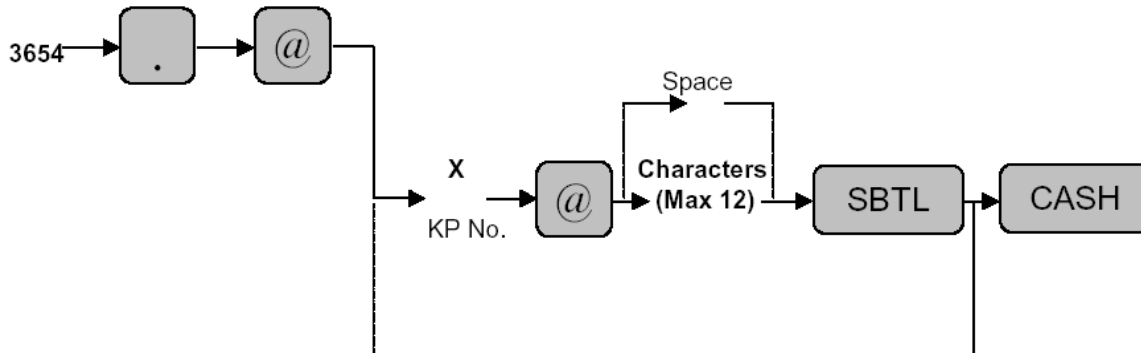 3654
.
@
Space
X
Characters
(Max 12)
@
SBTL
CASH
KP No.